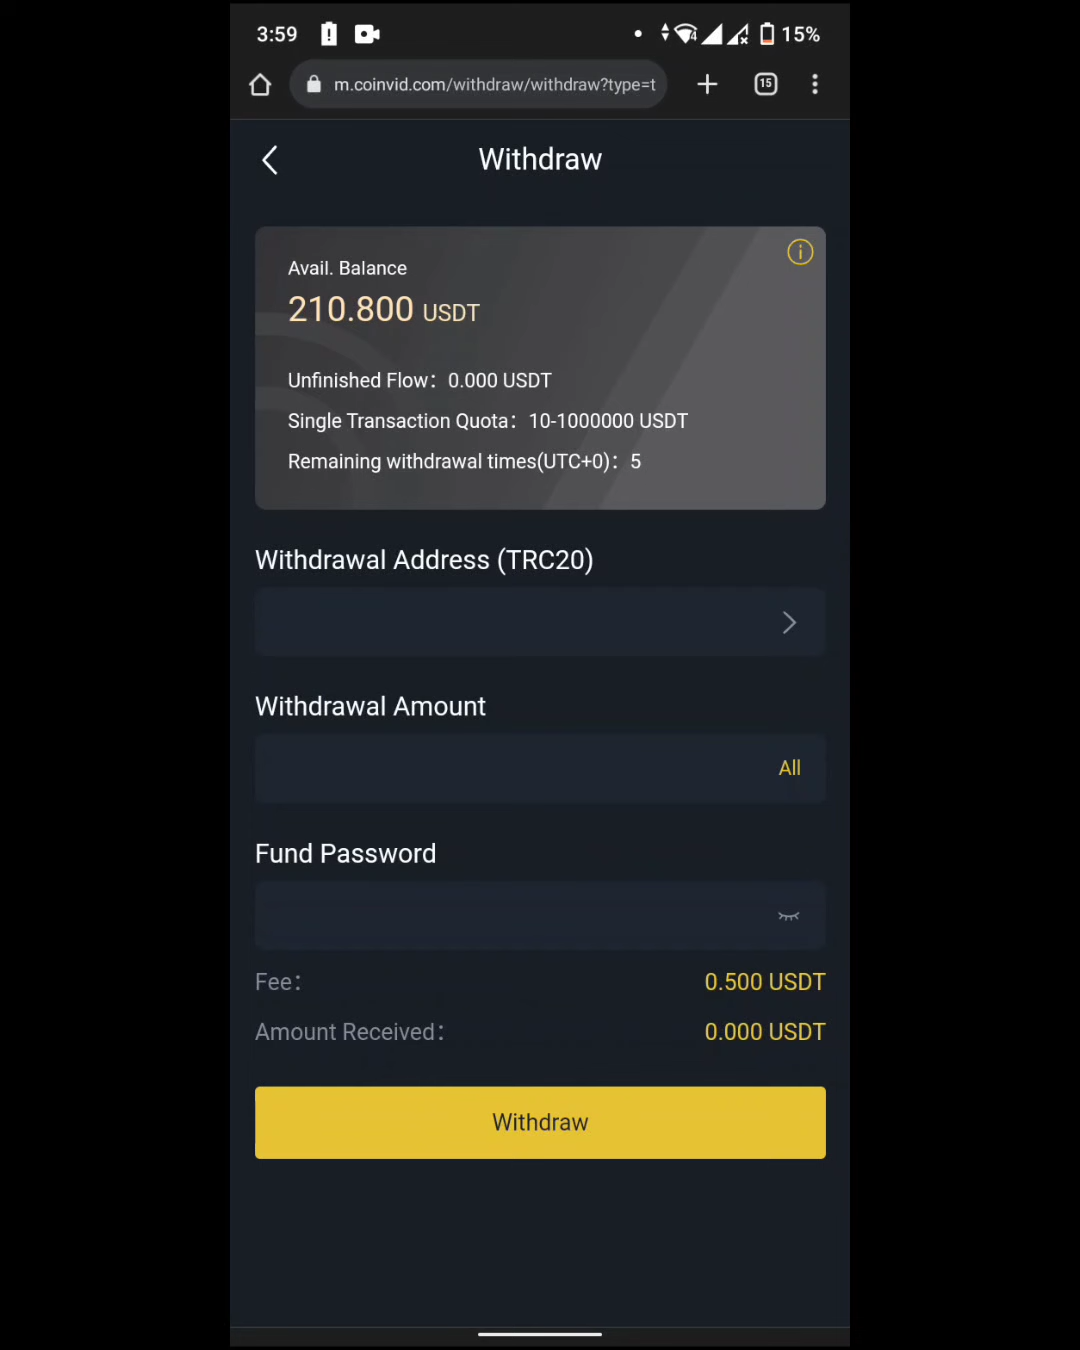 3:59
4
15%
m.coinvid.com/withdraw/withdraw?type=t
15
Withdraw
Avail. Balance
210.800 USDT
Unfinished Flow： 0.000 USDT
Single Transaction Quota： 10-1000000 USDT
Remaining withdrawal times(UTC+0)： 5
Withdrawal Address (TRC20)
Withdrawal Amount
All
Fund Password
Fee： 0.500 USDT
Amount Received： 0.000 USDT
Withdraw